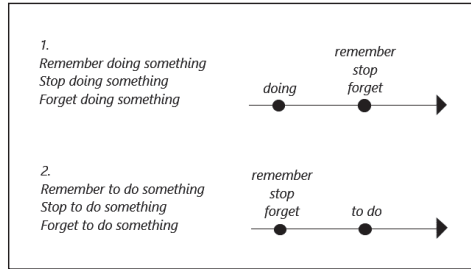 1.
Remember doing something
Stop doing something
Forget doing something
doing
remember
stop
forget
2.
Remember to do something
Stop to do something
Forget to do something
remember
stop
forget
to do